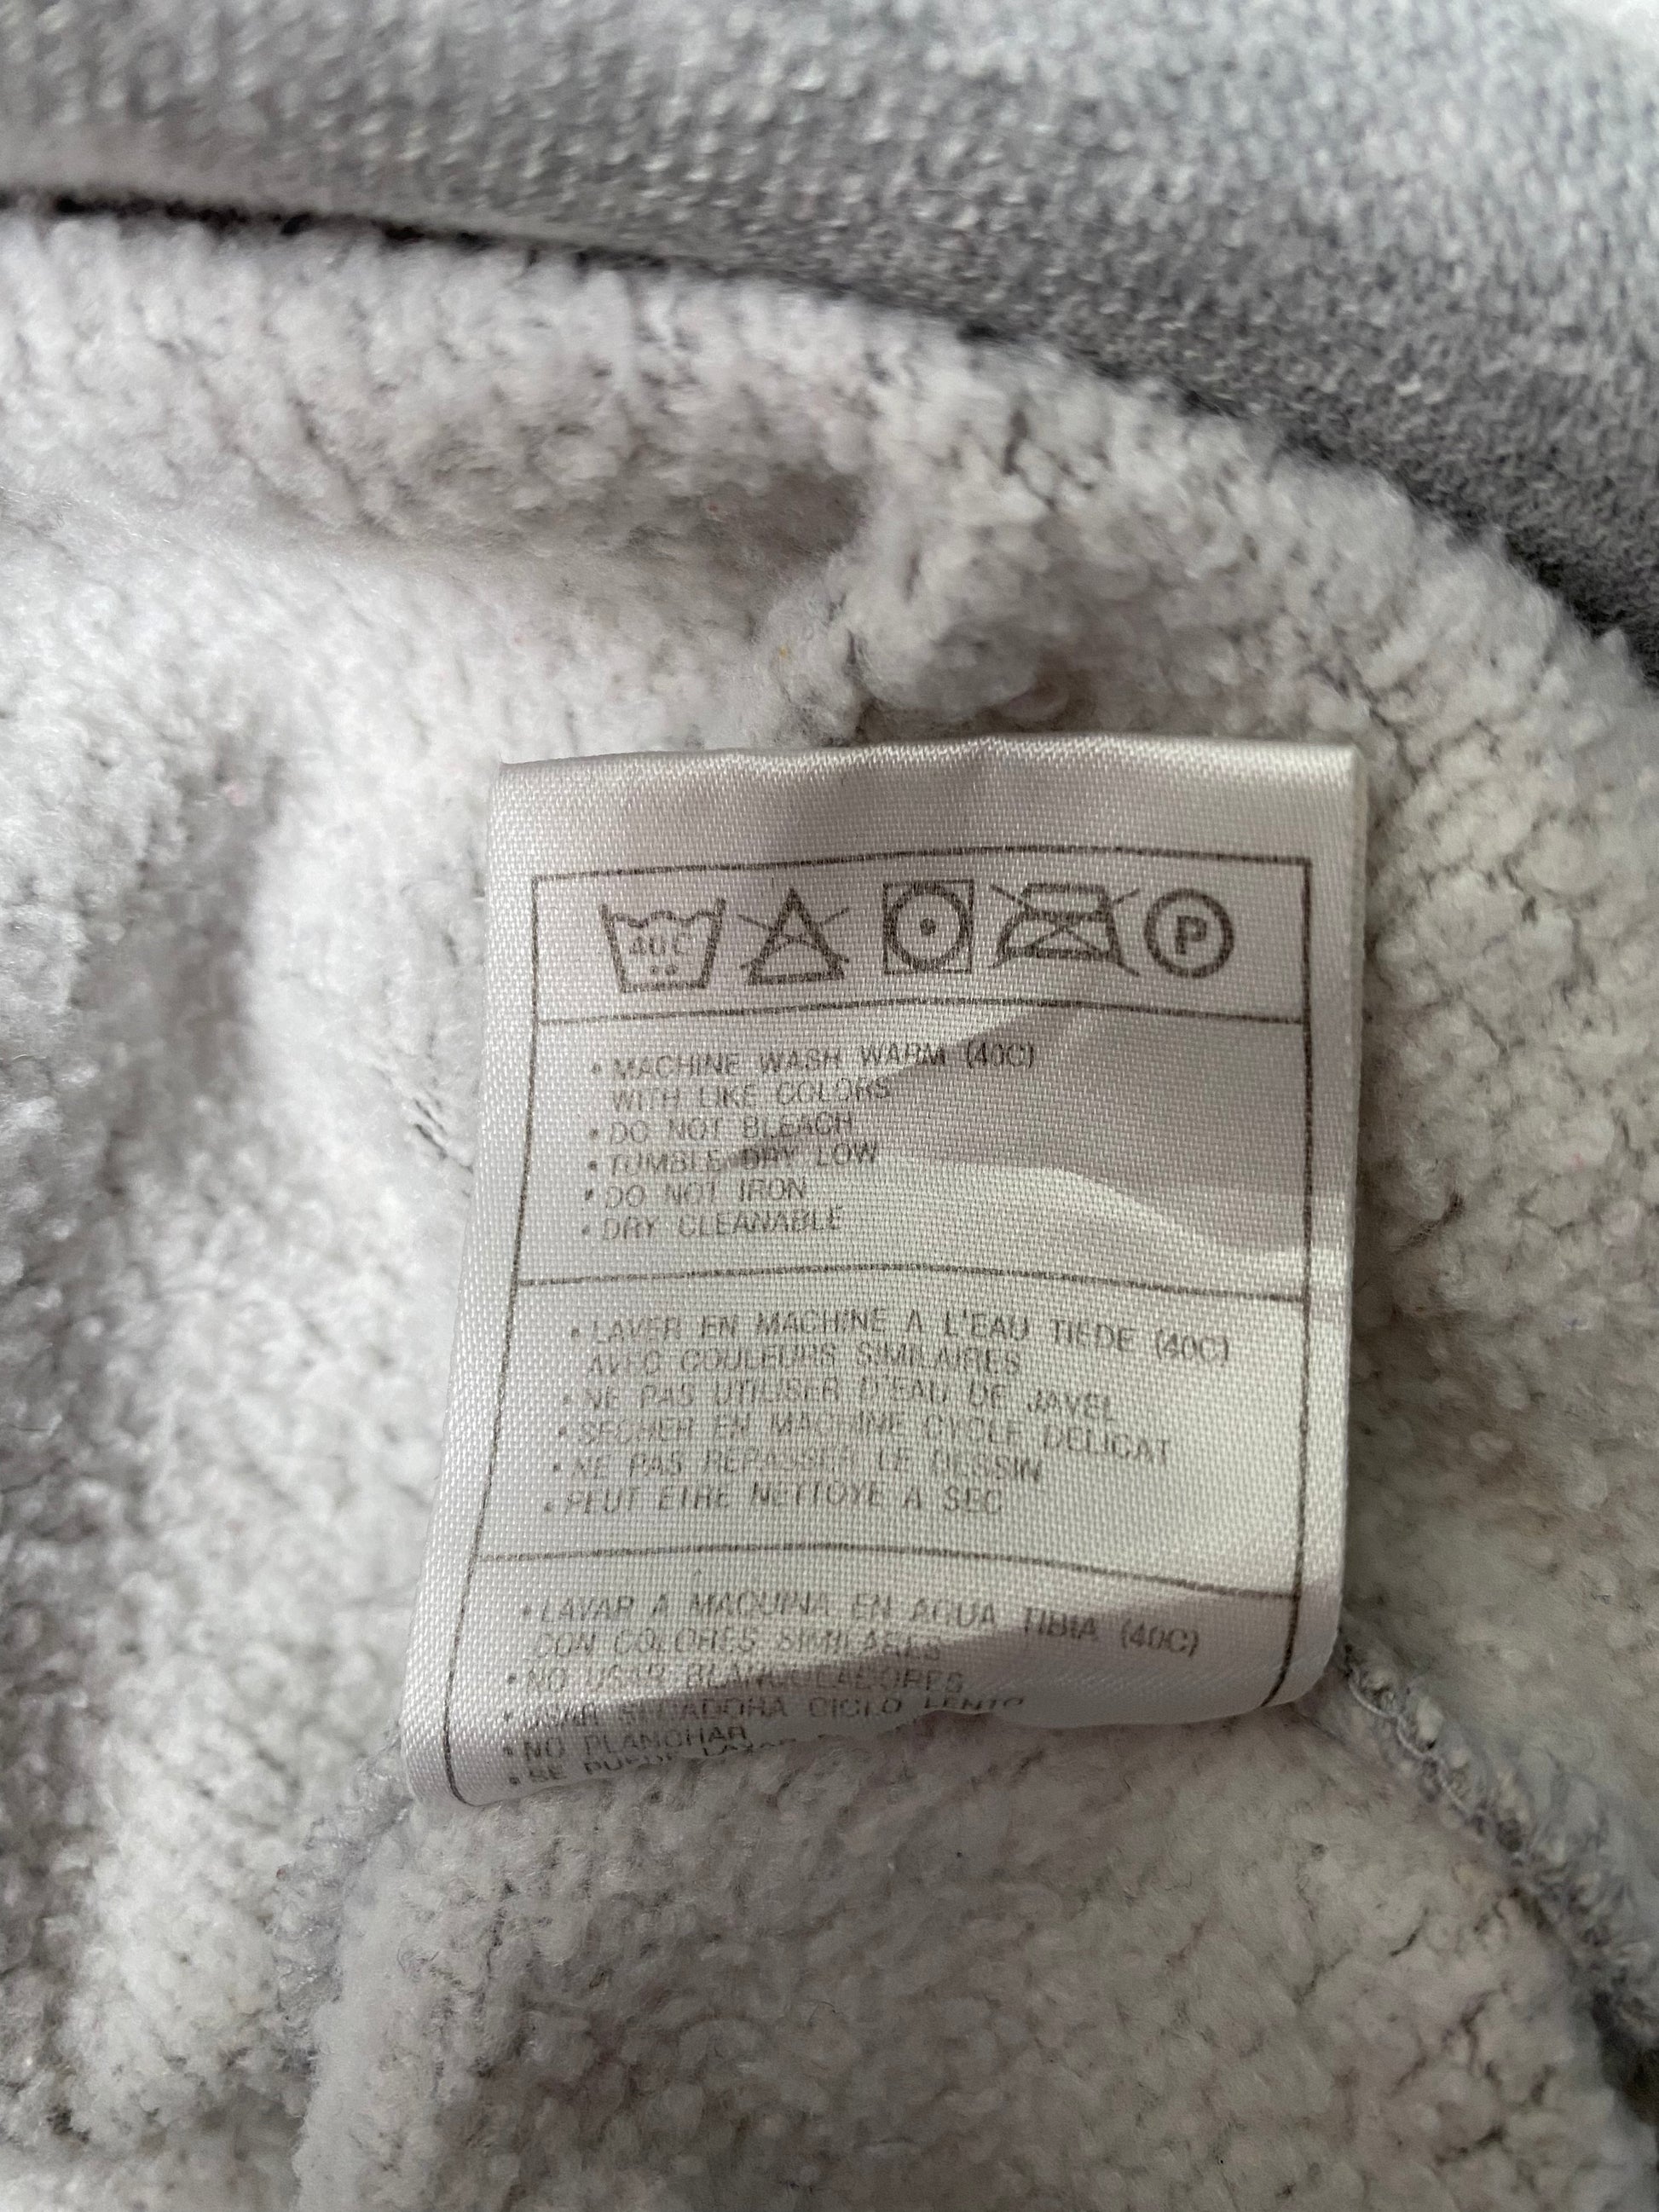 40C
P
• MACHINE WASH WARM (40C)
WITH LIKE COLORS
• DO NOT BLEACH
• TUMBLE DRY LOW
• DO NOT IRON
• DRY CLEANABLE
• LAVER EN MACHINE A L'EAU TIEDE (40C)
AVEC COULEURS SIMILAIRES
• NE PAS UTILISER D'EAU DE JAVEL
• SECHER EN MACHINE CYCLE DELICAT
• NE PAS REPASSER LE DESSIN
• PEUT ETRE NETTOYE A SEC
• LAVAR A MAQUINA EN AGUA TIBIA (40C)
CON COLORES SIMILARES
• NO USAR BLANQUEADORES
• USAR SECADORA CICLO LENTO
• NO PLANCHAR
• SE PUEDE LAVAR